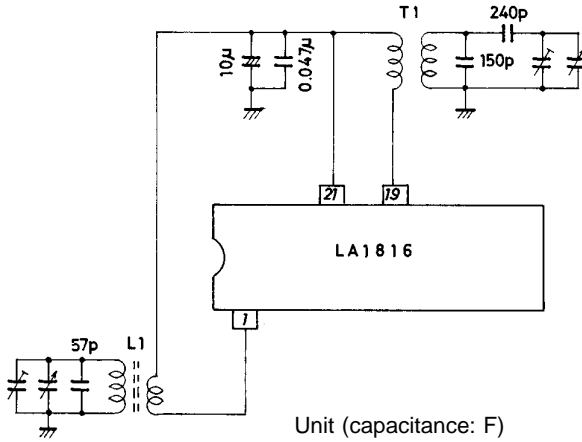 T1
240p
10μ
0.047μ
150p
21
19
LA1816
1
57p
L1
Unit (capacitance: F)